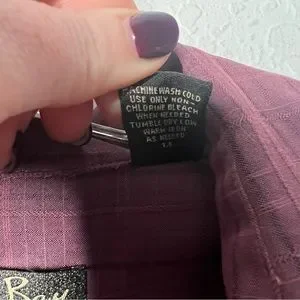 MACHINE WASH COLD
USE ONLY NON-
CHLORINE BLEACH
WHEN NEEDED
TUMBLE DRY LOW
WARM IRON
AS NEEDED